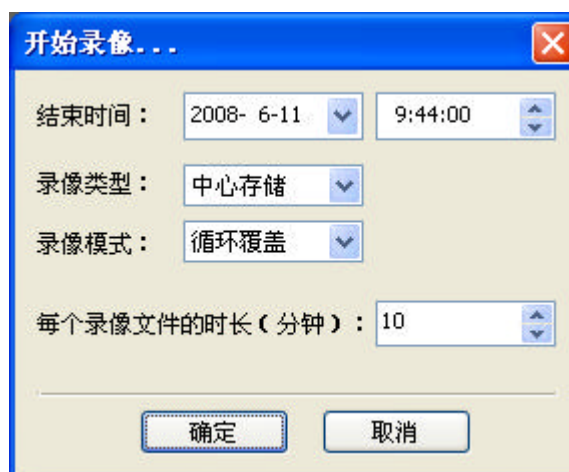 开始录像...
结束时间： 2008- 6-11 9:44:00
录像类型： 中心存储
录像模式： 循环覆盖
每个录像文件的时长（分钟）： 10
确定 取消